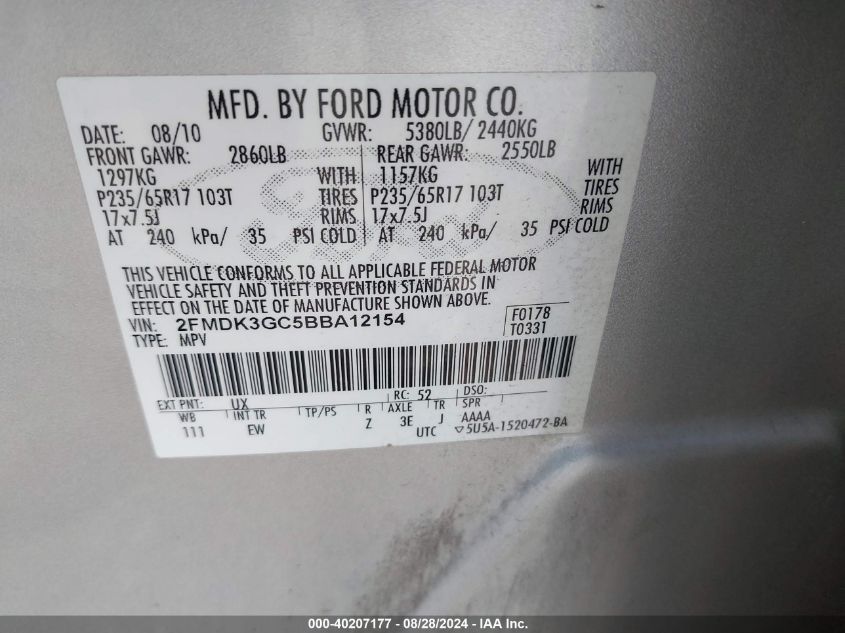 MFD. BY FORD MOTOR CO.
DATE: 08/10 GVWR: 5380LB/ 2440KG
FRONT GAWR: 2860LB REAR GAWR: 2550LB
1297KG WITH 1157KG WITH
P235/65R17 103T TIRES P235/65R17 103T TIRES
17x7.5J RIMS 17x7.5J RIMS
AT 240 kPa/ 35 PSI COLD AT 240 kPa/ 35 PSI COLD
THIS VEHICLE CONFORMS TO ALL APPLICABLE FEDERAL MOTOR
VEHICLE SAFETY AND THEFT PREVENTION STANDARDS IN
EFFECT ON THE DATE OF MANUFACTURE SHOWN ABOVE.
VIN: 2FMDK3GC5BBA12154 F0178
TYPE: MPV T0331
EXT PNT: UX RC: 52 DSO:
WB INT TR TP/PS R AXLE TR SPR
111 EW Z 3E J AAAA
UTC ▽5U5A-1520472-BA
000-40207177 - 08/28/2024 - IAA Inc.